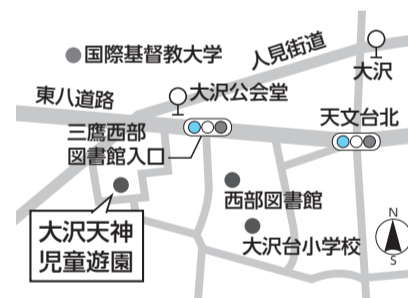 国際基督教大学
人見街道
大沢
東八道路
大沢公会堂
天文台北
三鷹西部
図書館入口
西部図書館
大沢台小学校
大沢天神
児童遊園
N
S